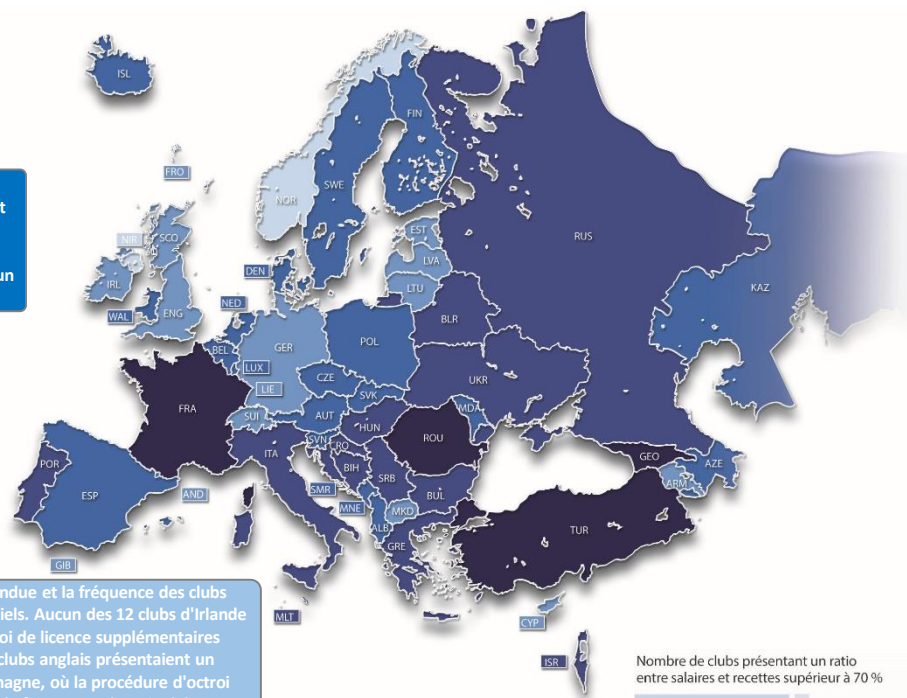 ISL
FIN
SWE
NOR
FRO
t
un
NIR
SCO
IRL
WAL
ENG
DEN
NED
BEL
LUX
GER
LIE
EST
LVA
LTU
RUS
BLR
KAZ
POL
UKR
CZE
SVK
AUT
SUI
FRA
HUN
MDA
ROU
SVN
CRO
ITA
BIH
SRB
SMR
MNE
BUL
MKD
ALB
GRE
POR
ESP
AND
GIB
GEO
AZE
ARM
TUR
MLT
CYP
ISR
ndue et la fréquence des clubs
iels. Aucun des 12 clubs d'Irlande
oi de licence supplémentaires
clubs anglais présentaient un
magne, où la procédure d'octroi
Nombre de clubs présentant un ratio
entre salaires et recettes supérieur à 70 %